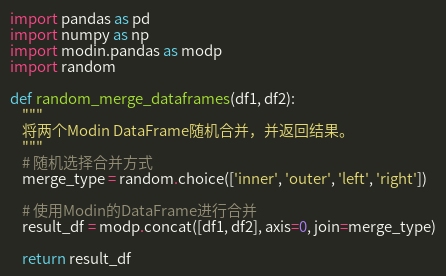 import pandas as pd
import numpy as np
import modin.pandas as modp
import random
def random_merge_dataframes(df1, df2):
"""
将两个Modin DataFrame随机合并，并返回结果。
"""
# 随机选择合并方式
merge_type = random.choice(['inner', 'outer', 'left', 'right'])
# 使用Modin的DataFrame进行合并
result_df = modp.concat([df1, df2], axis=0, join=merge_type)
return result_df